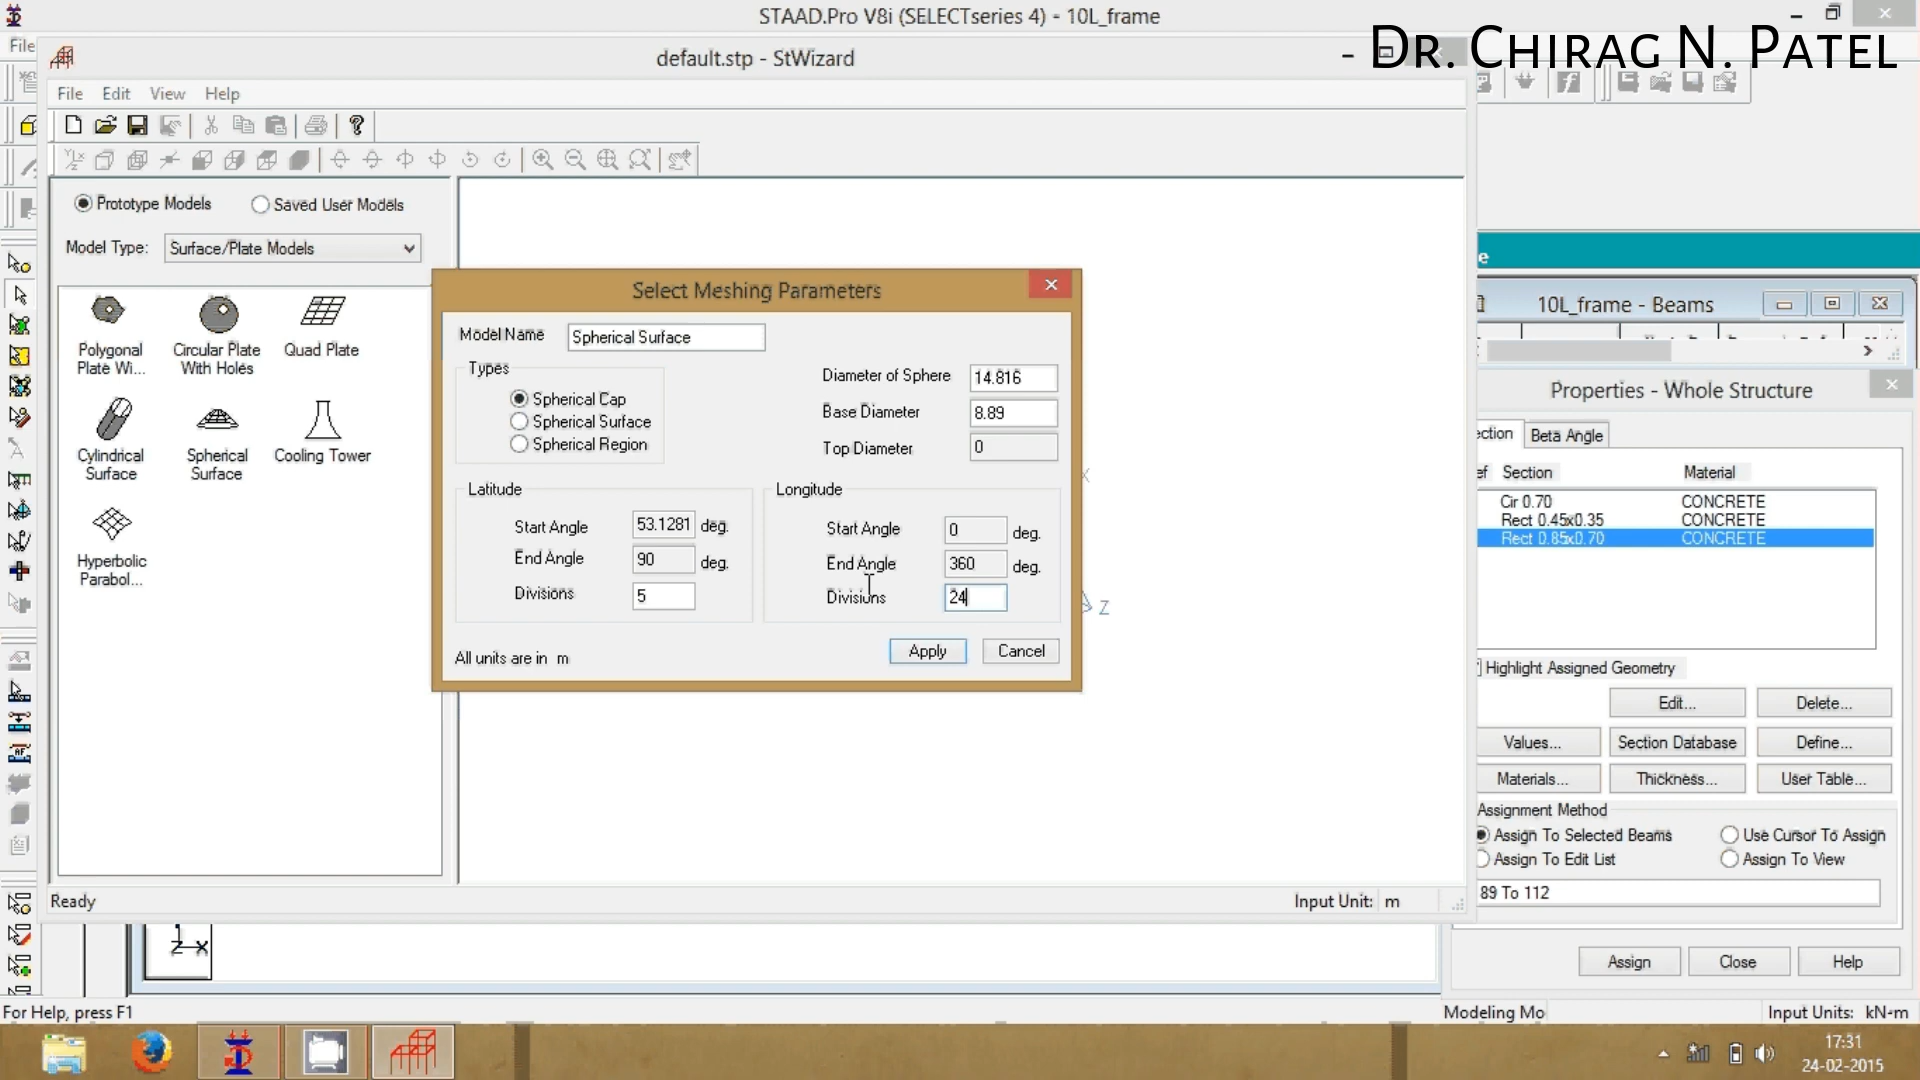 STAAD.Pro V8i (SELECTseries 4) - 10L_frame
DR. CHIRAG N. PATEL
File
default.stp - StWizard
File Edit View Help
Prototype Models
Saved User Models
Model Type:
Surface/Plate Models
Polygonal
Plate Wi...
Circular Plate
With Holes
Quad Plate
Cylindrical
Surface
Spherical
Surface
Cooling Tower
Hyperbolic
Parabol...
Select Meshing Parameters
Model Name
Spherical Surface
Types
Spherical Cap
Spherical Surface
Spherical Region
Diameter of Sphere
14.816
Base Diameter
8.89
Top Diameter
0
Latitude
Start Angle
53.1281
deg.
End Angle
90
deg.
Divisions
5
Longitude
Start Angle
0
deg.
End Angle
360
deg.
Divisions
24
All units are in m
Apply
Cancel
X
Z
Ready
Input Unit: m
Z X
e
10L_frame - Beams
Properties - Whole Structure
ection
Beta Angle
ef Section Material
Cir 0.70 CONCRETE
Rect 0.45x0.35 CONCRETE
Rect 0.85x0.70 CONCRETE
Highlight Assigned Geometry
Edit...
Delete...
Values...
Section Database
Define...
Materials...
Thickness...
User Table...
Assignment Method
Assign To Selected Beams
Use Cursor To Assign
Assign To Edit List
Assign To View
89 To 112
Assign
Close
Help
For Help, press F1
Modeling Mo
Input Units: kN-m
17:31
24-02-2015